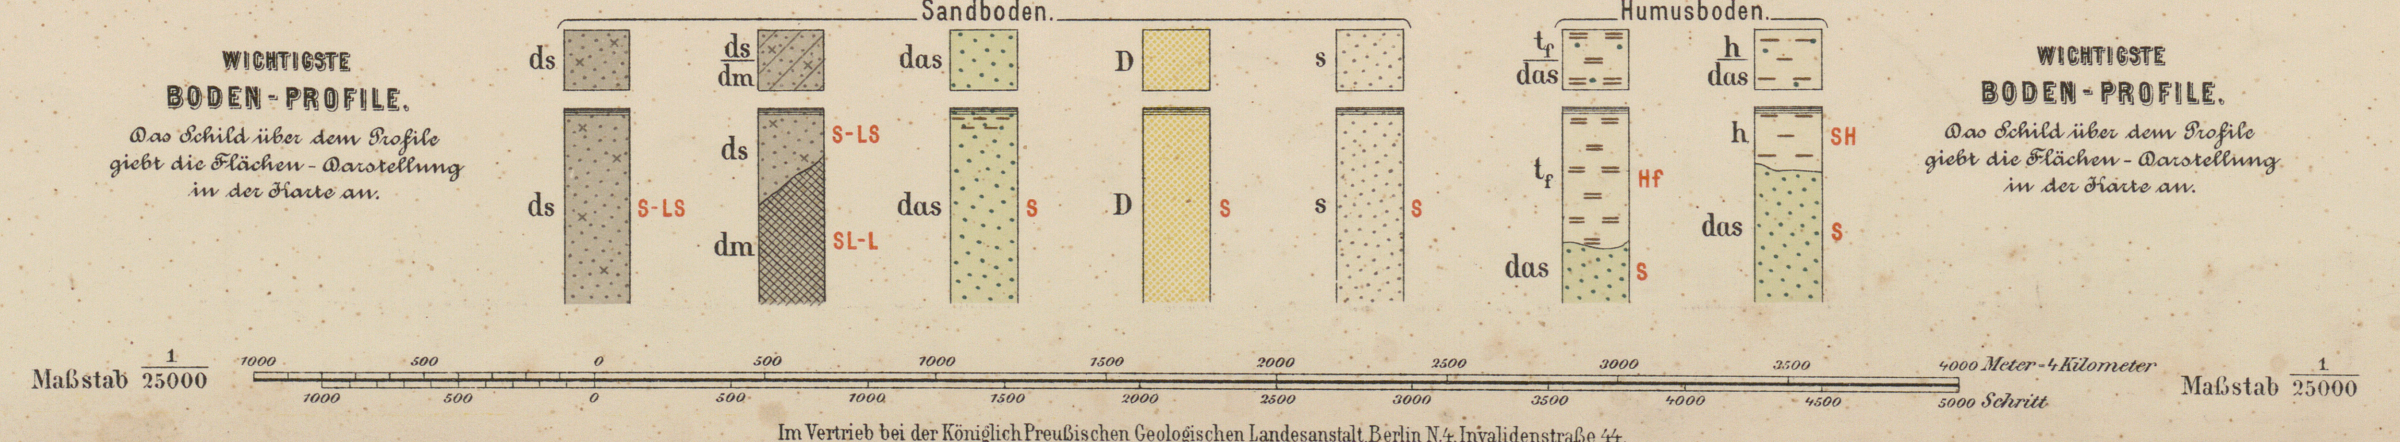 Sandboden.
Humusboden.
WICHTIGSTE
BODEN-PROFILE.
Das Schild über dem Profile
giebt die Flächen-Darstellung
in der Karte an.
ds
ds
dm
das
D
s
tf
das
h
das
ds
S-LS
ds
S-LS
dm
SL-L
das
S
D
S
s
S
tf
Hf
das
S
h
SH
das
S
WICHTIGSTE
BODEN-PROFILE.
Das Schild über dem Profile
giebt die Flächen-Darstellung
in der Karte an.
Maßstab 1/25000
1000 500 0 500 1000 1500 2000 2500 3000 3500 4000 Meter-4 Kilometer
1000 500 0 500 1000 1500 2000 2500 3000 3500 4000 4500 5000 Schritt
Maßstab 1/25000
Im Vertrieb bei der Königlich Preußischen Geologischen Landesanstalt, Berlin N.4. Invalidenstraße 44.